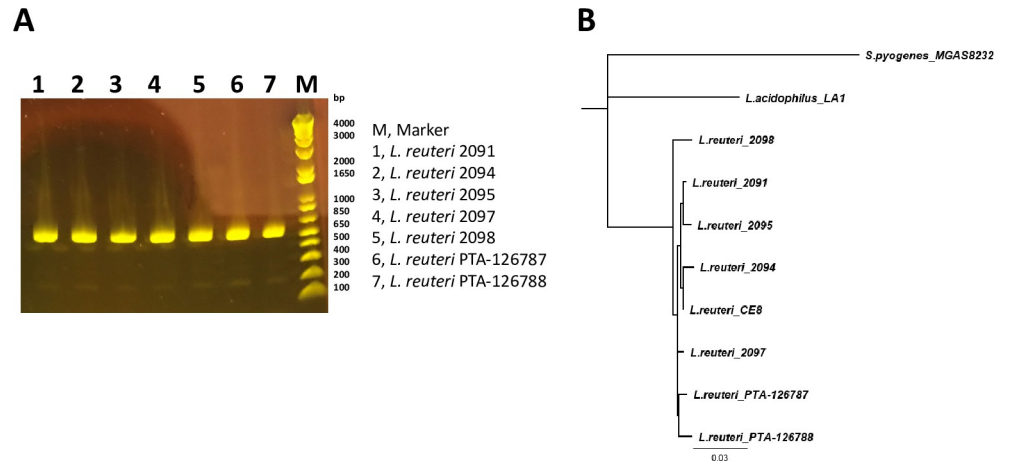 A
1 2 3 4 5 6 7 M
bp
4000
3000
2000
1650
1000
850
650
500
400
300
200
100
M, Marker
1, L. reuteri 2091
2, L. reuteri 2094
3, L. reuteri 2095
4, L. reuteri 2097
5, L. reuteri 2098
6, L. reuteri PTA-126787
7, L. reuteri PTA-126788
B
S.pyogenes_MGAS8232
L.acidophilus_LA1
L.reuteri_2098
L.reuteri_2091
L.reuteri_2095
L.reuteri_2094
L.reuteri_CE8
L.reuteri_2097
L.reuteri_PTA-126787
L.reuteri_PTA-126788
0.03